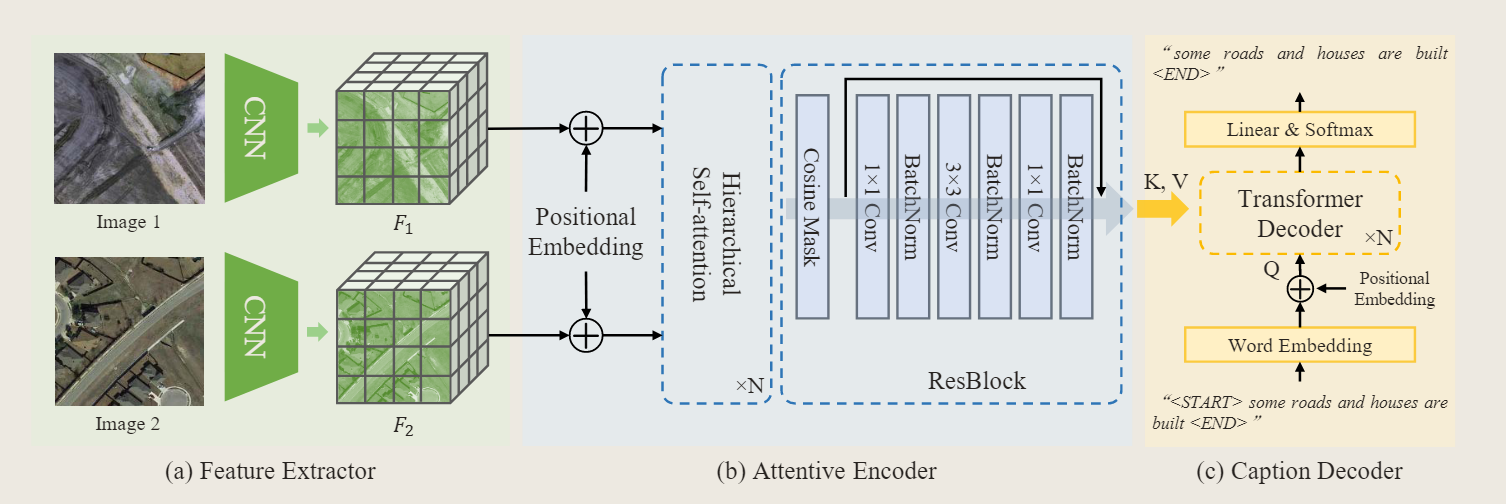 Image 1
CNN
F1
Image 2
CNN
F2
(a) Feature Extractor
Positional
Embedding
Hierarchical
Self-attention
×N
Cosine Mask
1×1 Conv
BatchNorm
3×3 Conv
BatchNorm
1×1 Conv
BatchNorm
ResBlock
(b) Attentive Encoder
“some roads and houses are built
<END>”
Linear & Softmax
K, V
Transformer
Decoder
×N
Q
Positional
Embedding
Word Embedding
“<START> some roads and houses are
built <END>”
(c) Caption Decoder